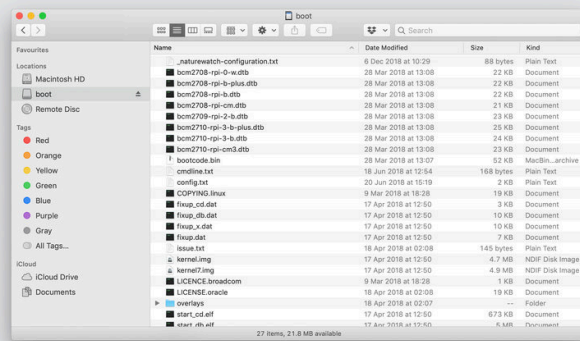 boot
Search
Favourites
Locations
Macintosh HD
boot
Remote Disc
Tags
Red
Orange
Yellow
Green
Blue
Purple
Gray
All Tags...
iCloud
iCloud Drive
Documents
Name Date Modified Size Kind
_naturewatch-configuration.txt 6 Dec 2018 at 10:29 88 bytes Plain Text
bcm2708-rpi-0-w.dtb 28 Mar 2018 at 13:08 22 KB Document
bcm2708-rpi-b-plus.dtb 28 Mar 2018 at 13:08 22 KB Document
bcm2708-rpi-b.dtb 28 Mar 2018 at 13:08 22 KB Document
bcm2708-rpi-cm.dtb 28 Mar 2018 at 13:08 21 KB Document
bcm2709-rpi-2-b.dtb 28 Mar 2018 at 13:08 23 KB Document
bcm2710-rpi-3-b-plus.dtb 28 Mar 2018 at 13:08 25 KB Document
bcm2710-rpi-3-b.dtb 28 Mar 2018 at 13:08 24 KB Document
bcm2710-rpi-cm3.dtb 28 Mar 2018 at 13:08 23 KB Document
bootcode.bin 28 Mar 2018 at 13:07 52 KB MacBin...archive
cmdline.txt 18 Jun 2018 at 12:54 168 bytes Plain Text
config.txt 20 Jun 2018 at 15:19 2 KB Plain Text
COPYING.linux 9 Mar 2018 at 18:28 19 KB Document
fixup_cd.dat 17 Apr 2018 at 12:50 3 KB Document
fixup_db.dat 17 Apr 2018 at 12:50 10 KB Document
fixup_x.dat 17 Apr 2018 at 12:50 10 KB Document
fixup.dat 17 Apr 2018 at 12:50 7 KB Document
issue.txt 18 Apr 2018 at 02:08 145 bytes Plain Text
kernel.img 17 Apr 2018 at 12:50 4.7 MB NDIF Disk Image
kernel7.img 17 Apr 2018 at 12:50 4.9 MB NDIF Disk Image
LICENCE.broadcom 9 Mar 2018 at 18:28 1 KB Document
LICENSE.oracle 18 Apr 2018 at 02:08 19 KB Document
overlays 18 Apr 2018 at 02:07 -- Folder
start_cd.elf 17 Apr 2018 at 12:50 673 KB Document
start_db.elf 17 Apr 2018 at 12:50 5 MB Document
27 items, 21.8 MB available